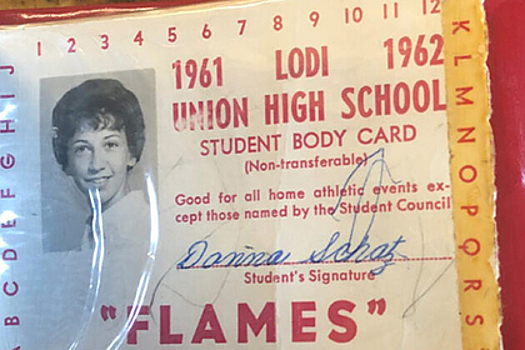 1 2 3 4 5 6 7 8 9 10 11 12
1961 LODI 1962
UNION HIGH SCHOOL
STUDENT BODY CARD
(Non-transferable)
Good for all home athletic events ex-
cept those named by the Student Council
Danna Schatz
Student's Signature
"FLAMES"
A B C D E F G H I J
K L M N O P Q R S